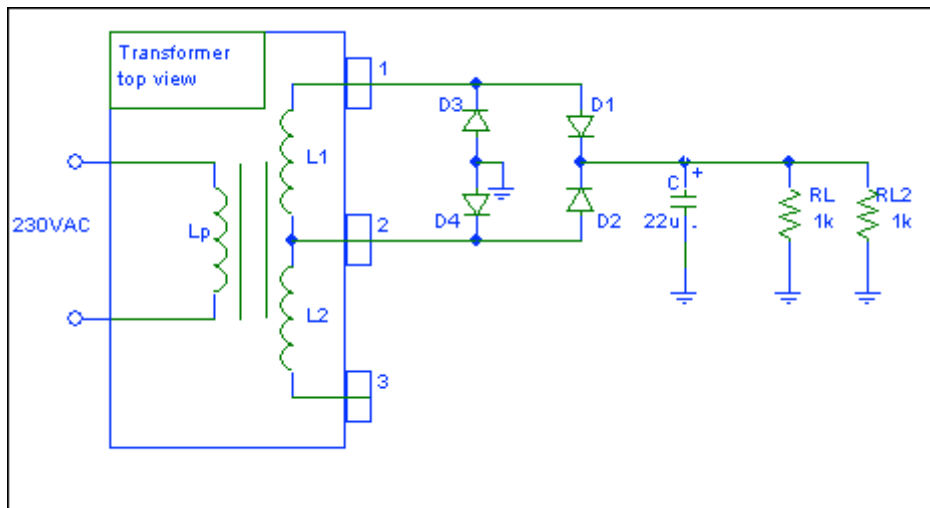 Transformer
top view
1
D3
D1
L1
C
+
RL
RL2
230VAC
Lp
2
D4
D2
22u
-
1k
1k
L2
3